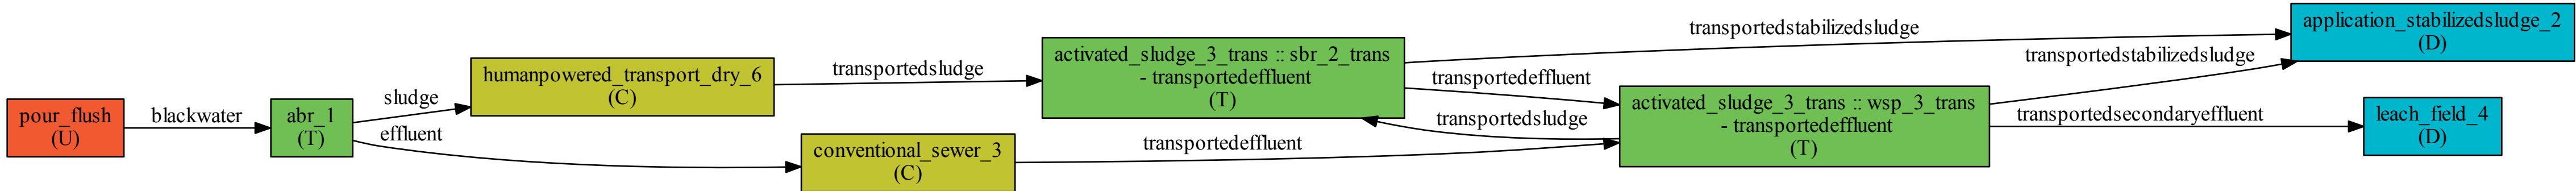 pour_flush
(U)
blackwater
abr_1
(T)
sludge
effluent
humanpowered_transport_dry_6
(C)
conventional_sewer_3
(C)
transportedsludge
transportedeffluent
activated_sludge_3_trans :: sbr_2_trans
- transportedeffluent
(T)
transportedstabilizedsludge
transportedeffluent
transportedsludge
activated_sludge_3_trans :: wsp_3_trans
- transportedeffluent
(T)
transportedstabilizedsludge
transportedsecondaryeffluent
application_stabilizedsludge_2
(D)
leach_field_4
(D)